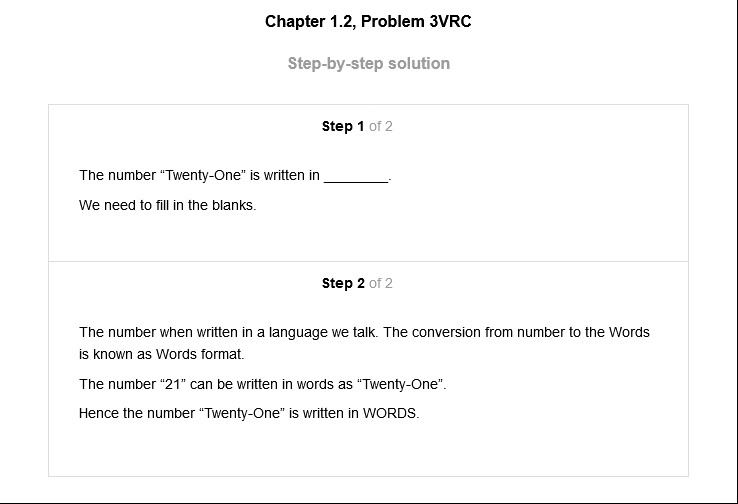 Chapter 1.2, Problem 3VRC
Step-by-step solution
Step 1 of 2
The number “Twenty-One” is written in ________.
We need to fill in the blanks.
Step 2 of 2
The number when written in a language we talk. The conversion from number to the Words
is known as Words format.
The number “21” can be written in words as “Twenty-One”.
Hence the number “Twenty-One” is written in WORDS.